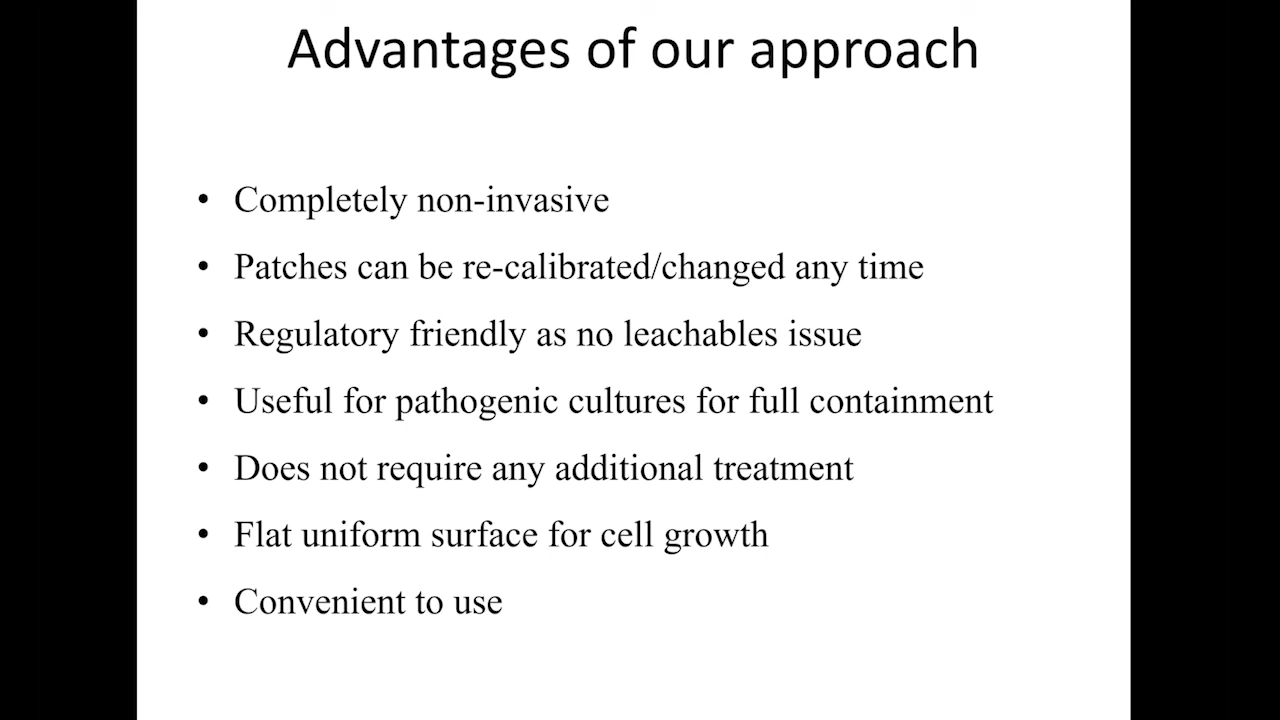 Advantages of our approach
• Completely non-invasive
• Patches can be re-calibrated/changed any time
• Regulatory friendly as no leachables issue
• Useful for pathogenic cultures for full containment
• Does not require any additional treatment
• Flat uniform surface for cell growth
• Convenient to use